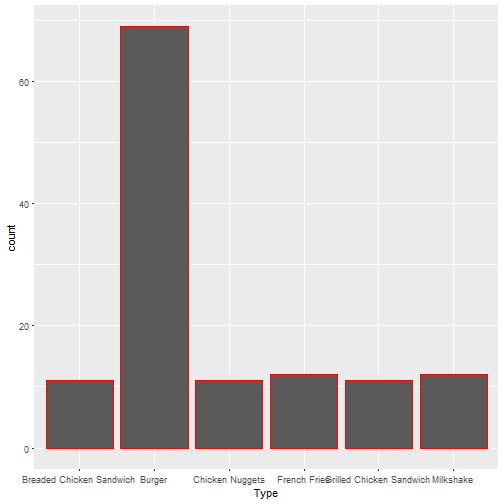 60
40
20
0
count
Breaded Chicken Sandwich Burger Chicken Nuggets French Fries Grilled Chicken Sandwich Milkshake
Type